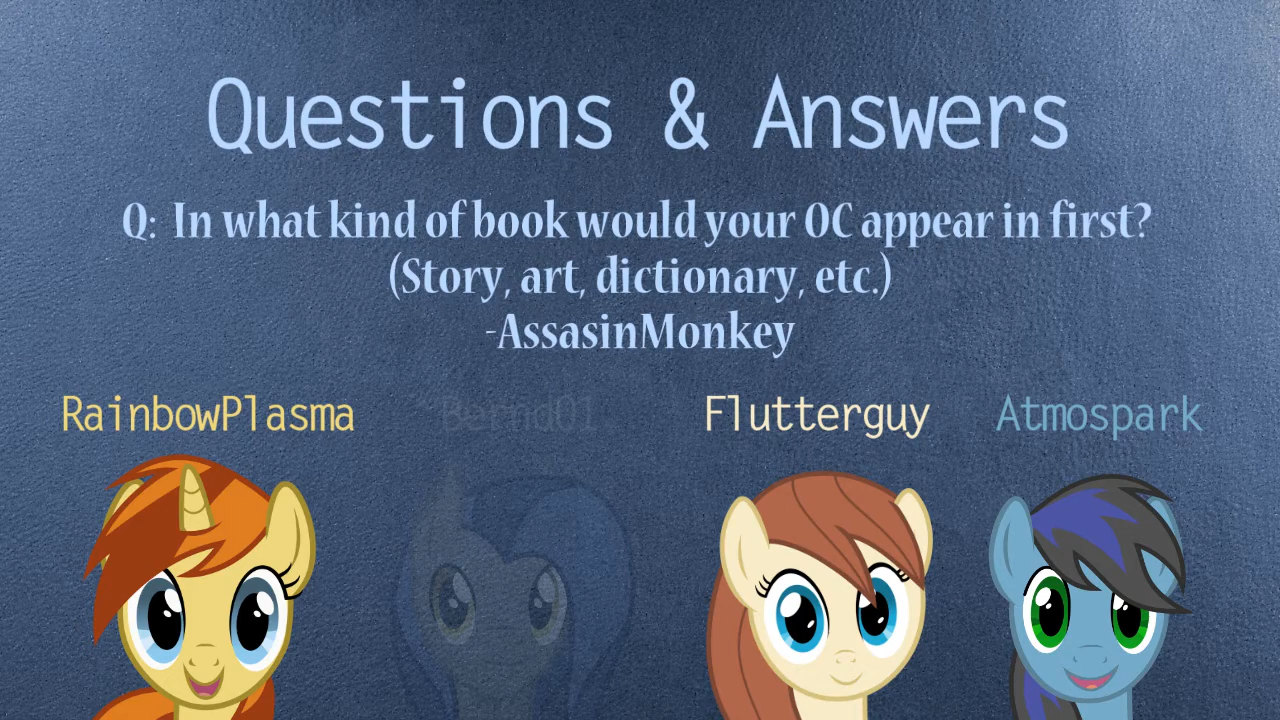 Questions & Answers
Q: In what kind of book would your OC appear in first?
(Story, art, dictionary, etc.)
-AssasinMonkey
RainbowPlasma Bernd01 Flutterguy Atmospark